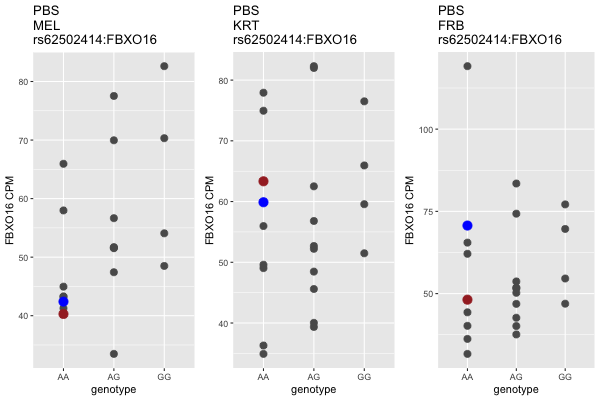 PBS
MEL
rs62502414:FBXO16
FBXO16 CPM
80
70
60
50
40
AA
AG
GG
genotype
PBS
KRT
rs62502414:FBXO16
FBXO16 CPM
80
70
60
50
40
AA
AG
GG
genotype
PBS
FRB
rs62502414:FBXO16
FBXO16 CPM
100
75
50
AA
AG
GG
genotype